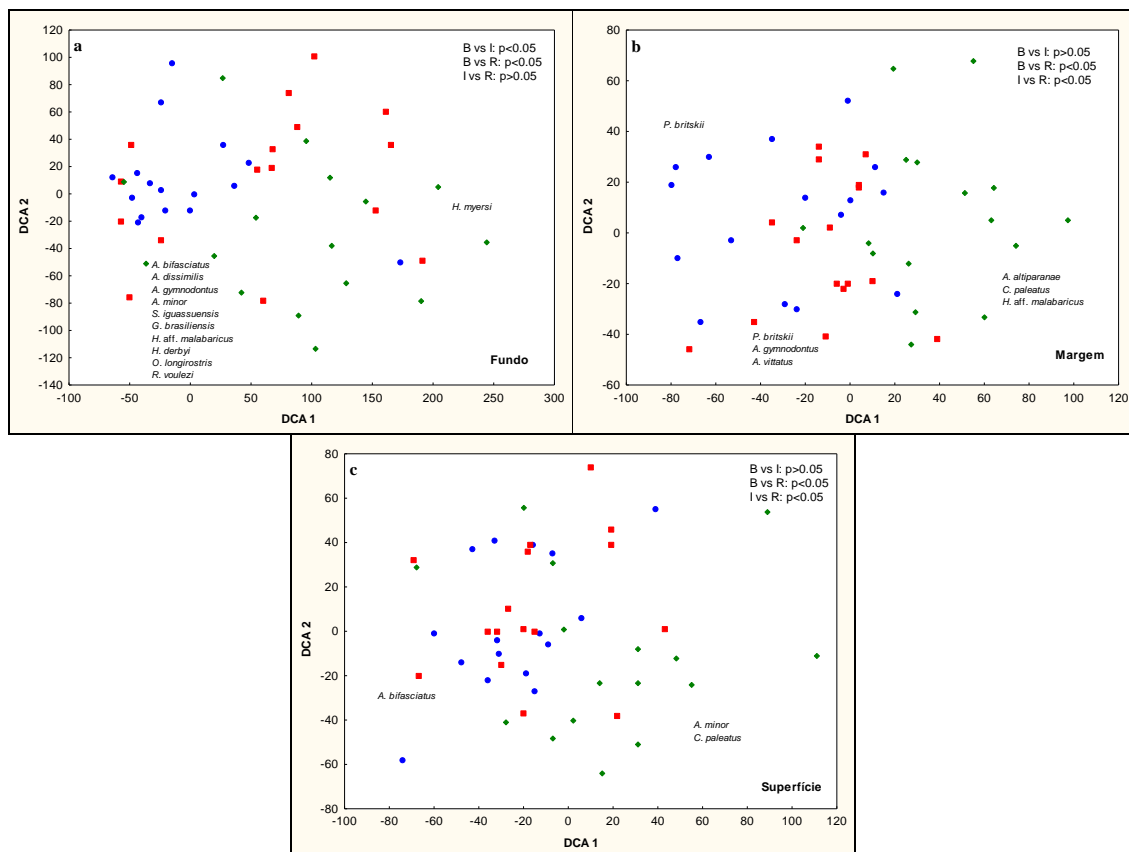 a
B vs I: p<0.05
B vs R: p<0.05
I vs R: p>0.05
120
100
80
60
40
20
0
-20
-40
-60
-80
-100
-120
-140
DCA 2
H. myersi
A. bifasciatus
A. dissimilis
A. gymnodontus
A. minor
S. iguassuensis
G. brasiliensis
H. aff. malabaricus
H. derbyi
O. longirostris
R. voulezi
Fundo
-100 -50 0 50 100 150 200 250 300
DCA 1
b
B vs I: p>0.05
B vs R: p<0.05
I vs R: p<0.05
80
60
40
20
0
-20
-40
-60
DCA 2
P. britskii
A. altiparanae
C. paleatus
H. aff. malabaricus
P. britskii
A. gymnodontus
A. vittatus
Margem
-100 -80 -60 -40 -20 0 20 40 60 80 100 120
DCA 1
c
B vs I: p>0.05
B vs R: p<0.05
I vs R: p<0.05
80
60
40
20
0
-20
-40
-60
-80
DCA 2
A. bifasciatus
A. minor
C. paleatus
Superfície
-100 -80 -60 -40 -20 0 20 40 60 80 100 120
DCA 1